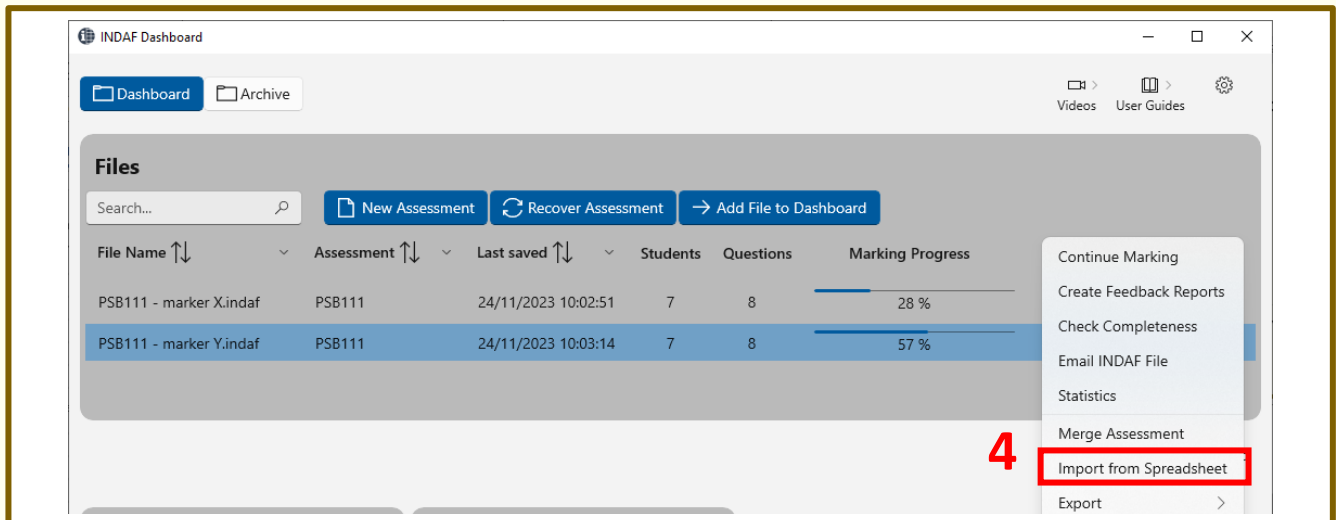 INDAF Dashboard
Dashboard Archive
Videos User Guides
Files
Search... New Assessment Recover Assessment Add File to Dashboard
File Name Assessment Last saved Students Questions Marking Progress
PSB111 - marker X.indaf PSB111 24/11/2023 10:02:51 7 8 28 %
PSB111 - marker Y.indaf PSB111 24/11/2023 10:03:14 7 8 57 %
Continue Marking
Create Feedback Reports
Check Completeness
Email INDAF File
Statistics
Merge Assessment
4 Import from Spreadsheet
Export